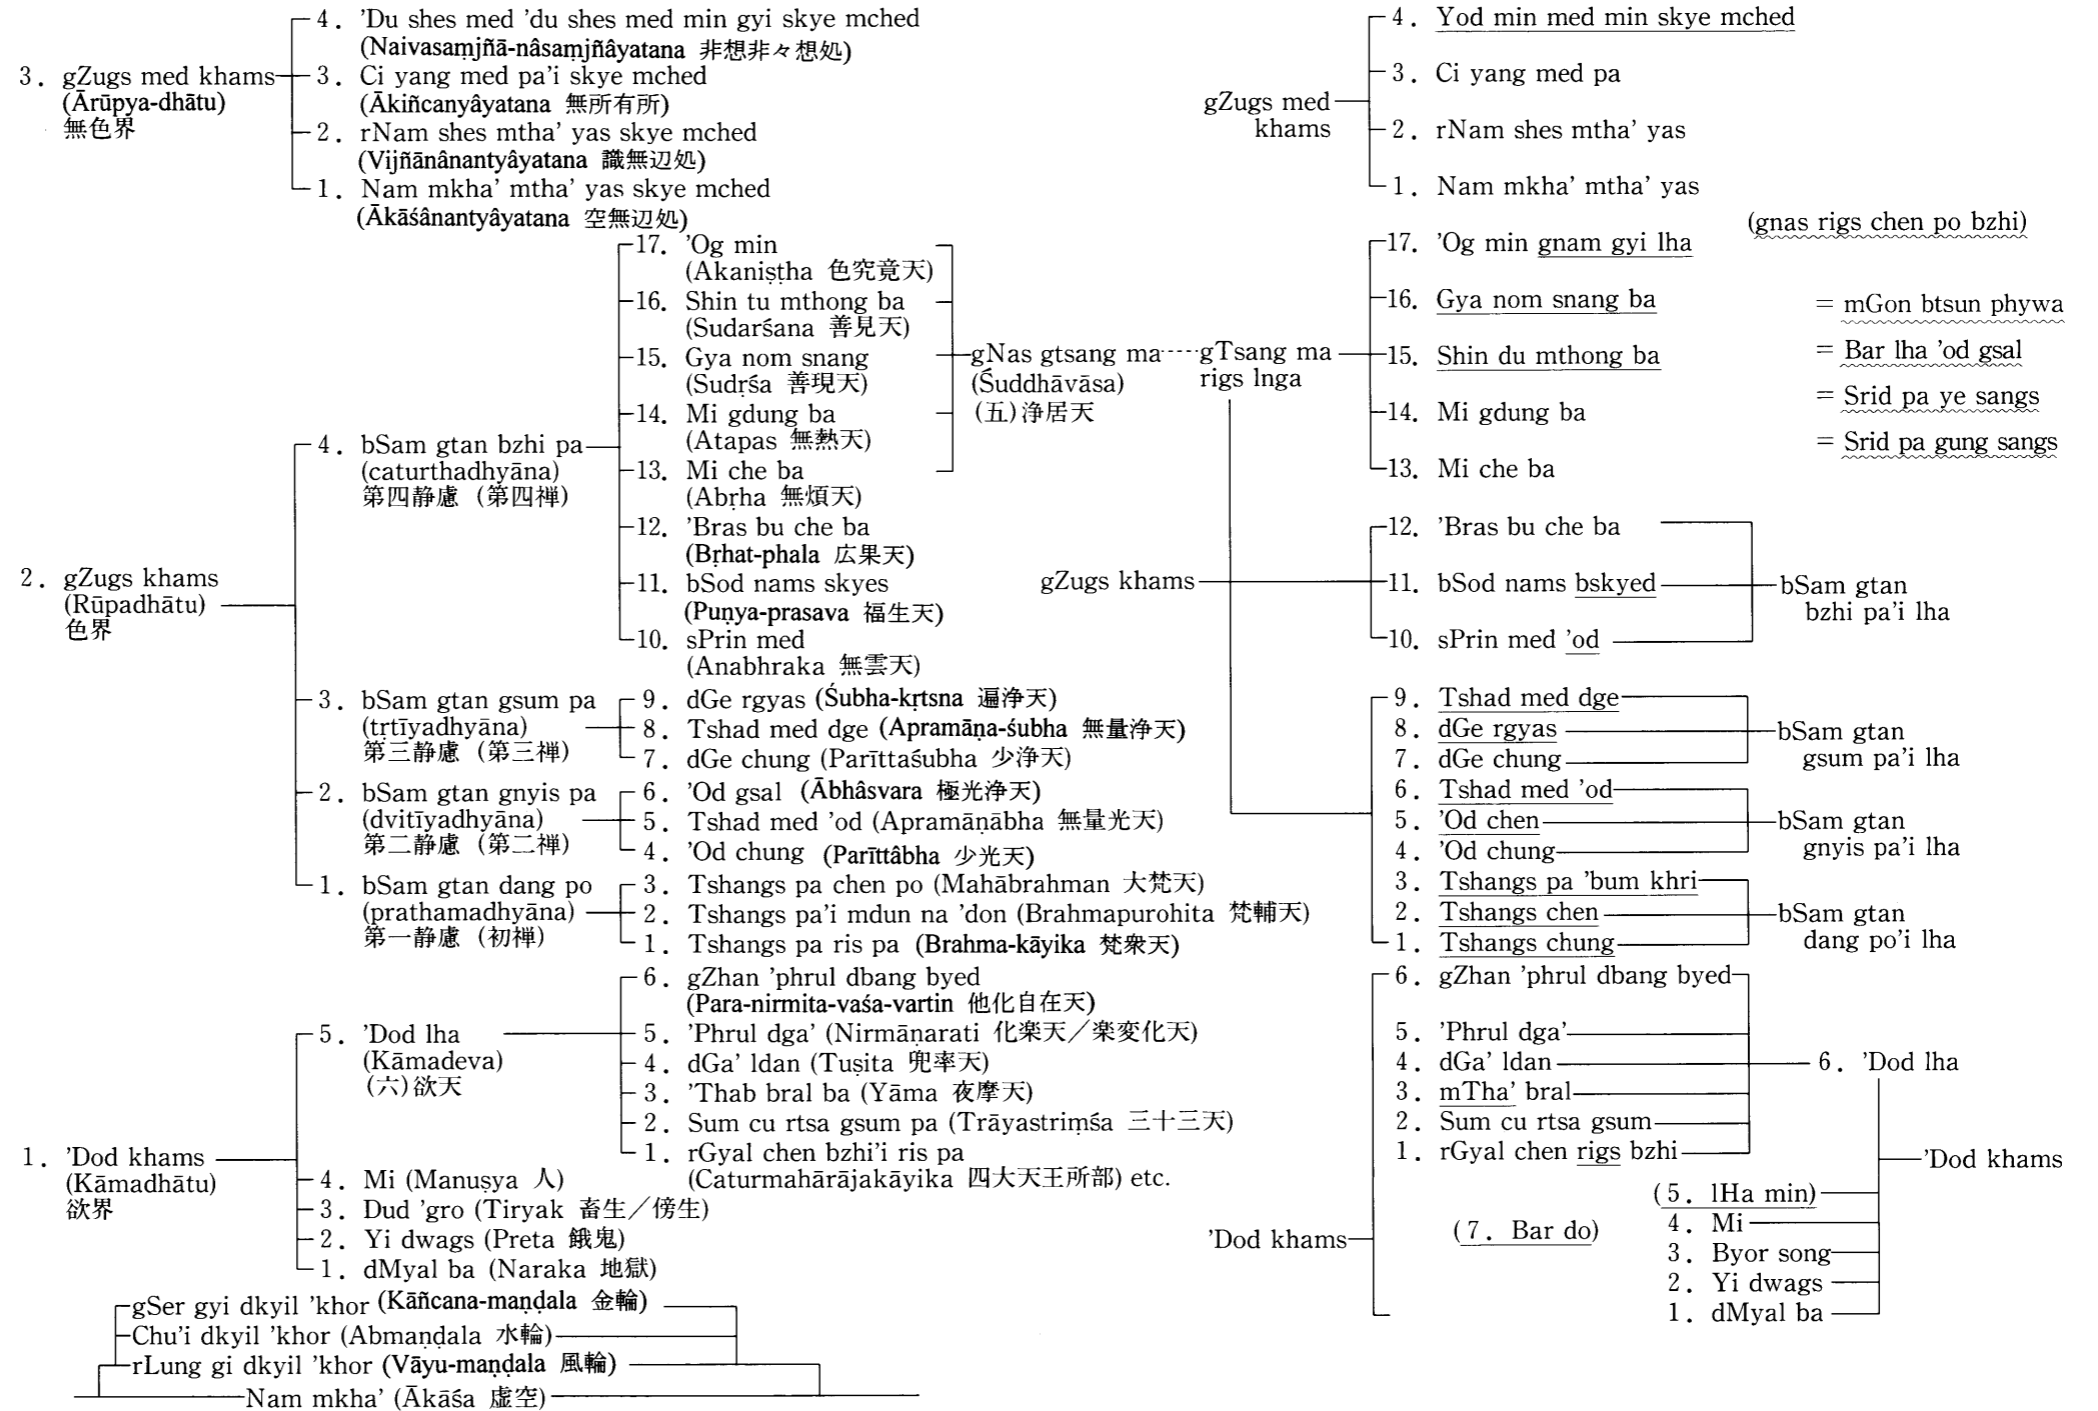 4. ’Du shes med ’du shes med min gyi skye mched
(Naivasaṃjñā-nâsaṃjñâyatana 非想非々想処)
3. gZugs med khams
(Ārūpya-dhātu)
無色界
3. Ci yang med pa’i skye mched
(Ākiñcanyâyatana 無所有所)
2. rNam shes mtha’ yas skye mched
(Vijñānânantyâyatana 識無辺処)
1. Nam mkha’ mtha’ yas skye mched
(Ākāśânantyâyatana 空無辺処)
2. gZugs khams
(Rūpadhātu)
色界
4. bSam gtan bzhi pa
(caturthadhyāna)
第四静慮 (第四禅)
17. ’Og min
(Akaniṣṭha 色究竟天)
16. Shin tu mthong ba
(Sudarśana 善見天)
15. Gya nom snang
(Sudṛśa 善現天)
14. Mi gdung ba
(Atapas 無熱天)
13. Mi che ba
(Abṛha 無煩天)
gNas gtsang ma
(Śuddhāvāsa)
(五)浄居天
12. ’Bras bu che ba
(Bṛhat-phala 広果天)
11. bSod nams skyes
(Puṇya-prasava 福生天)
10. sPrin med
(Anabhraka 無雲天)
3. bSam gtan gsum pa
(tṛtīyadhyāna)
第三静慮 (第三禅)
9. dGe rgyas (Śubha-kṛtsna 遍浄天)
8. Tshad med dge (Apramāṇa-śubha 無量浄天)
7. dGe chung (Parīttaśubha 少浄天)
2. bSam gtan gnyis pa
(dvitīyadhyāna)
第二静慮 (第二禅)
6. ’Od gsal (Ābhâsvara 極光浄天)
5. Tshad med ’od (Apramāṇābha 無量光天)
4. ’Od chung (Parīttâbha 少光天)
1. bSam gtan dang po
(prathamadhyāna)
第一静慮 (初禅)
3. Tshangs pa chen po (Mahābrahman 大梵天)
2. Tshangs pa’i mdun na ’don (Brahmapurohita 梵輔天)
1. Tshangs pa ris pa (Brahma-kāyika 梵衆天)
1. ’Dod khams
(Kāmadhātu)
欲界
5. ’Dod lha
(Kāmadeva)
(六)欲天
6. gZhan ’phrul dbang byed
(Para-nirmita-vaśa-vartin 他化自在天)
5. ’Phrul dga’ (Nirmāṇarati 化楽天／楽変化天)
4. dGa’ ldan (Tuṣita 兜率天)
3. ’Thab bral ba (Yāma 夜摩天)
2. Sum cu rtsa gsum pa (Trāyastriṃśa 三十三天)
1. rGyal chen bzhi’i ris pa
(Caturmahārājakāyika 四大天王所部) etc.
4. Mi (Manuṣya 人)
3. Dud ’gro (Tiryak 畜生／傍生)
2. Yi dwags (Preta 餓鬼)
1. dMyal ba (Naraka 地獄)
gSer gyi dkyil ’khor (Kāñcana-maṇḍala 金輪)
Chu’i dkyil ’khor (Abmaṇḍala 水輪)
rLung gi dkyil ’khor (Vāyu-maṇḍala 風輪)
Nam mkha’ (Ākāśa 虚空)
gZugs med
khams
4. Yod min med min skye mched
3. Ci yang med pa
2. rNam shes mtha’ yas
1. Nam mkha’ mtha’ yas
(gnas rigs chen po bzhi)
gTsang ma
rigs lnga
17. ’Og min gnam gyi lha
16. Gya nom snang ba
15. Shin du mthong ba
14. Mi gdung ba
13. Mi che ba
= mGon btsun phywa
= Bar lha ’od gsal
= Srid pa ye sangs
= Srid pa gung sangs
gZugs khams
12. ’Bras bu che ba
11. bSod nams bskyed
10. sPrin med ’od
bSam gtan
bzhi pa’i lha
9. Tshad med dge
8. dGe rgyas
7. dGe chung
bSam gtan
gsum pa’i lha
6. Tshad med ’od
5. ’Od chen
4. ’Od chung
bSam gtan
gnyis pa’i lha
3. Tshangs pa ’bum khri
2. Tshangs chen
1. Tshangs chung
bSam gtan
dang po’i lha
’Dod khams
6. gZhan ’phrul dbang byed
5. ’Phrul dga’
4. dGa’ ldan
3. mTha’ bral
2. Sum cu rtsa gsum
1. rGyal chen rigs bzhi
6. ’Dod lha
(7. Bar do)
(5. lHa min)
4. Mi
3. Byor song
2. Yi dwags
1. dMyal ba
’Dod khams